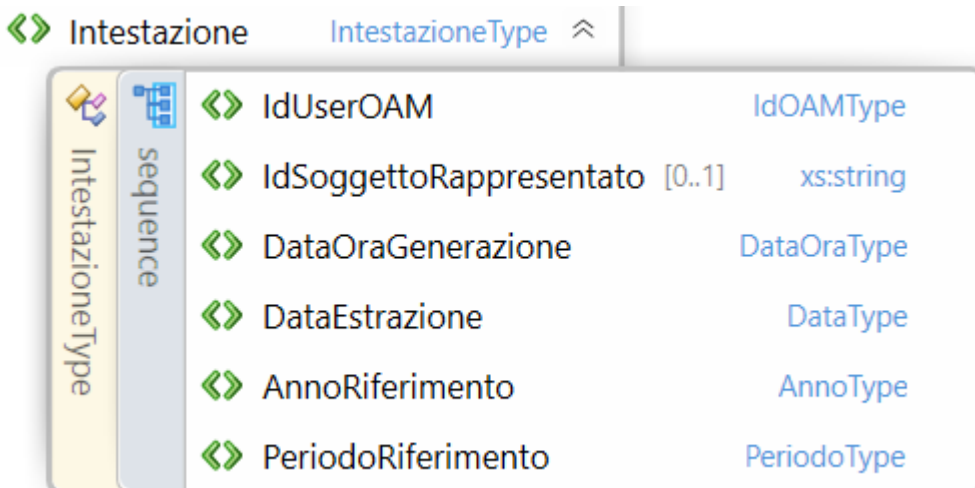 Intestazione IntestazioneType
IntestazioneType
sequence
IdUserOAM IdOAMType
IdSoggettoRappresentato [0..1] xs:string
DataOraGenerazione DataOraType
DataEstrazione DataType
AnnoRiferimento AnnoType
PeriodoRiferimento PeriodoType